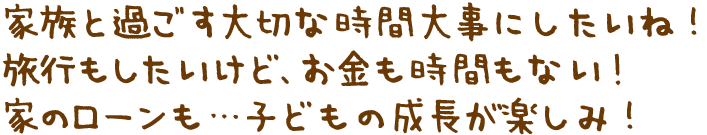 家族と過ごす大切な時間大事にしたいね！
旅行もしたいけど、お金も時間もない！
家のローンも…子どもの成長が楽しみ！